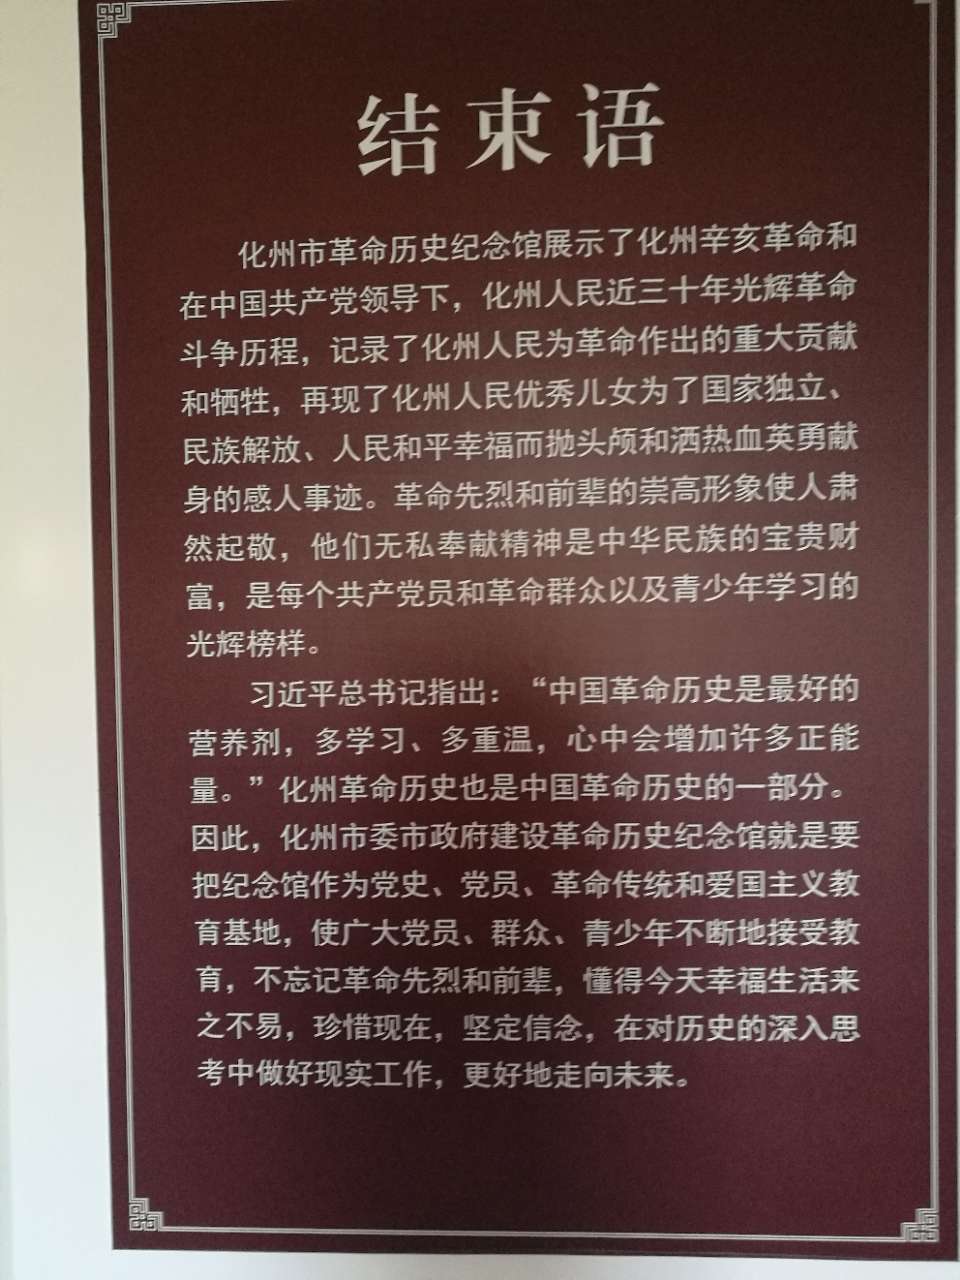 结束语
化州市革命历史纪念馆展示了化州辛亥革命和
在中国共产党领导下，化州人民近三十年光辉革命
斗争历程，记录了化州人民为革命作出的重大贡献
和牺牲，再现了化州人民优秀儿女为了国家独立、
民族解放、人民和平幸福而抛头颅和洒热血英勇献
身的感人事迹。革命先烈和前辈的崇高形象使人肃
然起敬，他们无私奉献精神是中华民族的宝贵财
富，是每个共产党员和革命群众以及青少年学习的
光辉榜样。
习近平总书记指出：“中国革命历史是最好的
营养剂，多学习、多重温，心中会增加许多正能
量。”化州革命历史也是中国革命历史的一部分。
因此，化州市委市政府建设革命历史纪念馆就是要
把纪念馆作为党史、党员、革命传统和爱国主义教
育基地，使广大党员、群众、青少年不断地接受教
育，不忘记革命先烈和前辈，懂得今天幸福生活来
之不易，珍惜现在，坚定信念，在对历史的深入思
考中做好现实工作，更好地走向未来。